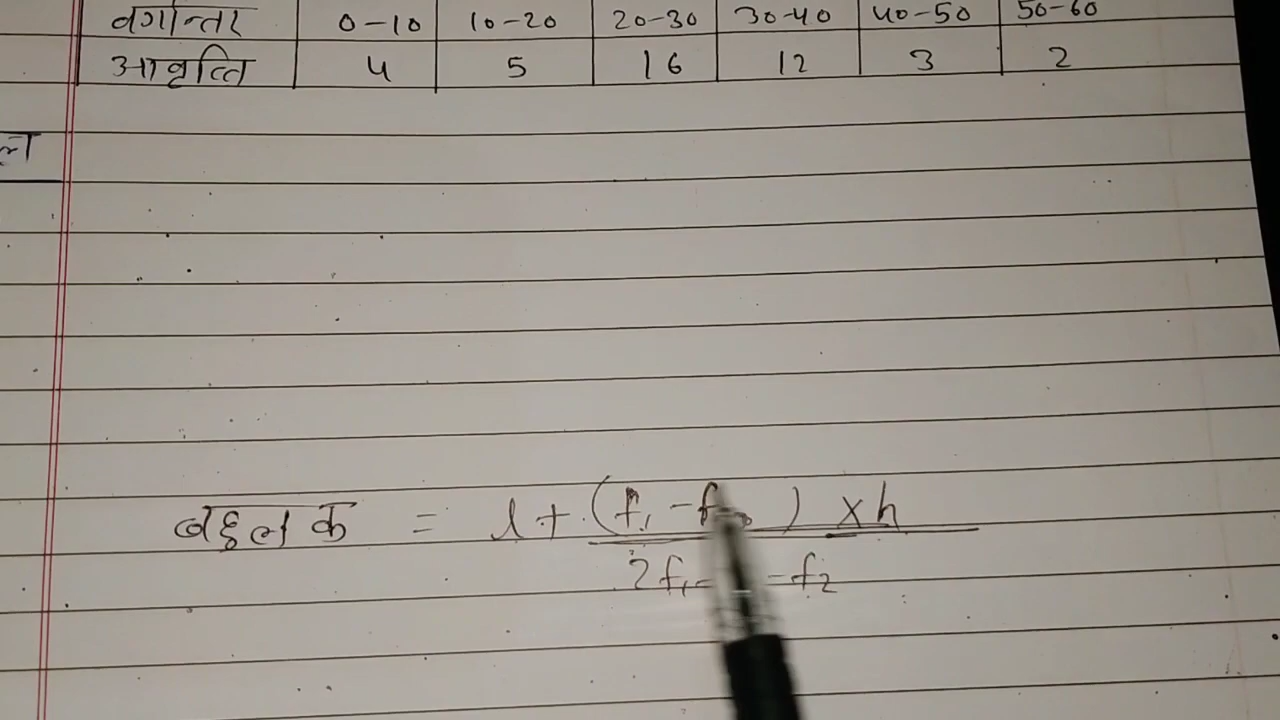 वर्गान्तर 0-10 10-20 20-30 30-40 40-50 50-60
आवृत्ति 4 5 16 12 3 2
बहुलक = l + (f₁ - f₀) × h
2f₁ - - f₂